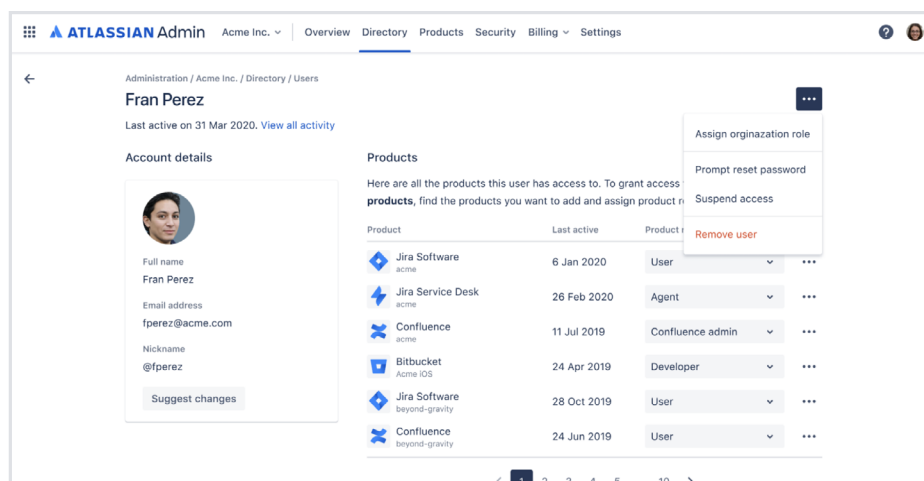 ATLASSIAN Admin Acme Inc. Overview Directory Products Security Billing Settings
Administration / Acme Inc. / Directory / Users
Fran Perez
Last active on 31 Mar 2020. View all activity
Assign orginazation role
Prompt reset password
Suspend access
Remove user
Account details
Full name
Fran Perez
Email address
fperez@acme.com
Nickname
@fperez
Suggest changes
Products
Here are all the products this user has access to. To grant access
products, find the products you want to add and assign product
Product Last active Product
Jira Software 6 Jan 2020 User
acme
Jira Service Desk 26 Feb 2020 Agent
acme
Confluence 11 Jul 2019 Confluence admin
acme
Bitbucket 24 Apr 2019 Developer
Acme iOS
Jira Software 28 Oct 2019 User
beyond-gravity
Confluence 24 Jun 2019 User
beyond-gravity
1 2 3 4 5 ... 10